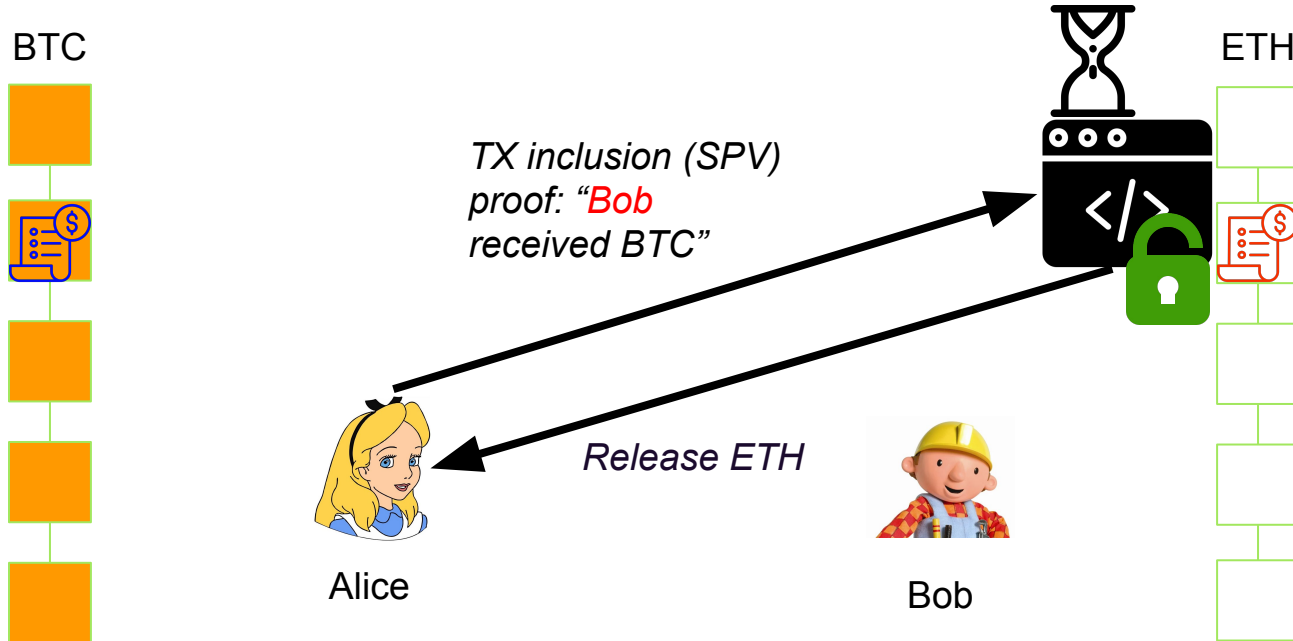 BTC
ETH
TX inclusion (SPV)
proof: “Bob
received BTC”
</>
$
$
Release ETH
Alice
Bob